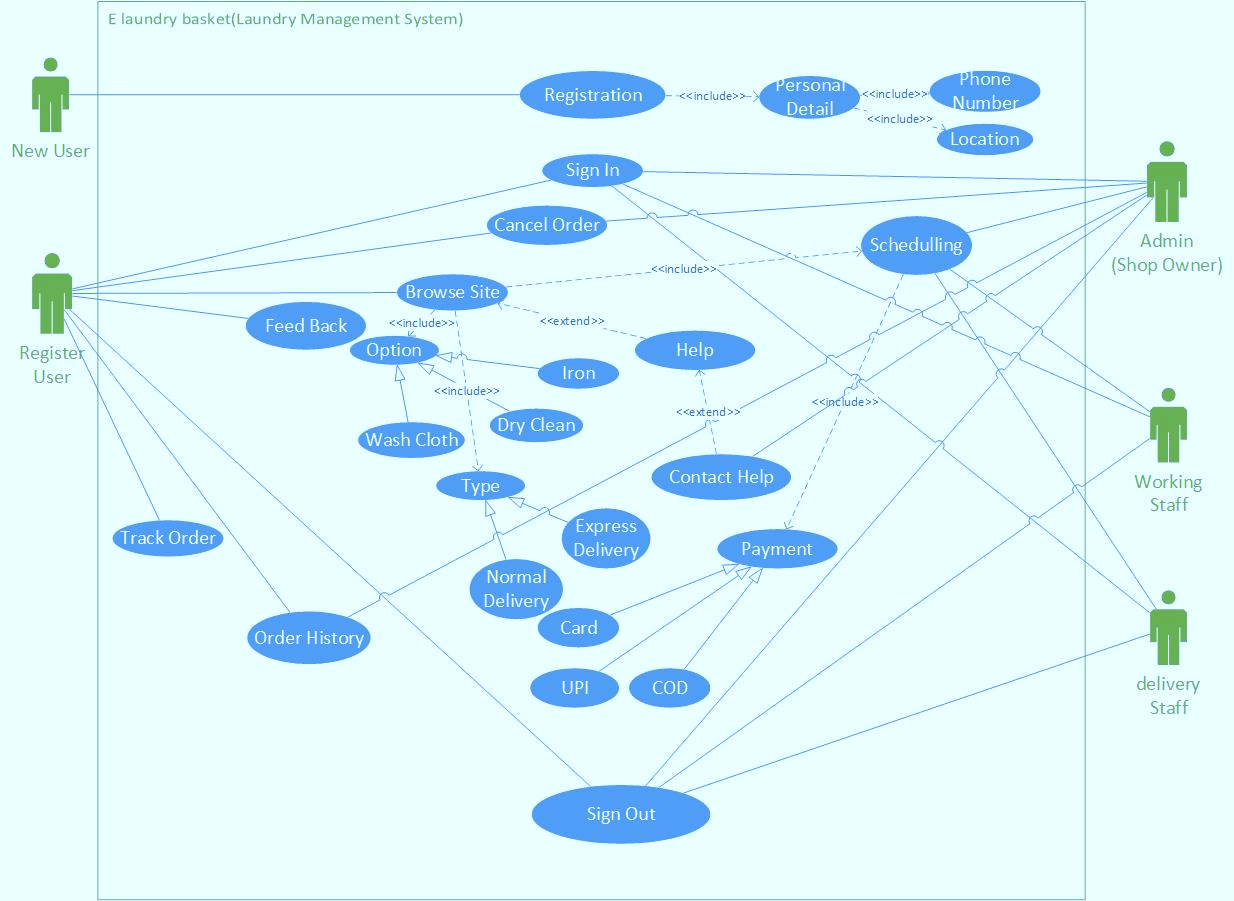 E laundry basket(Laundry Management System)
New User
Registration
<<include>>
Personal
Detail
<<include>>
Phone
Number
<<include>>
Location
Sign In
Admin
(Shop Owner)
Cancel Order
Schedulling
<<include>>
Browse Site
Register
User
Feed Back
<<include>>
<<extend>>
Option
Help
Iron
<<include>>
<<include>>
<<extend>>
Dry Clean
Wash Cloth
Contact Help
Type
Working
Staff
Track Order
Express
Delivery
Payment
Normal
Delivery
Card
Order History
UPI
COD
delivery
Staff
Sign Out